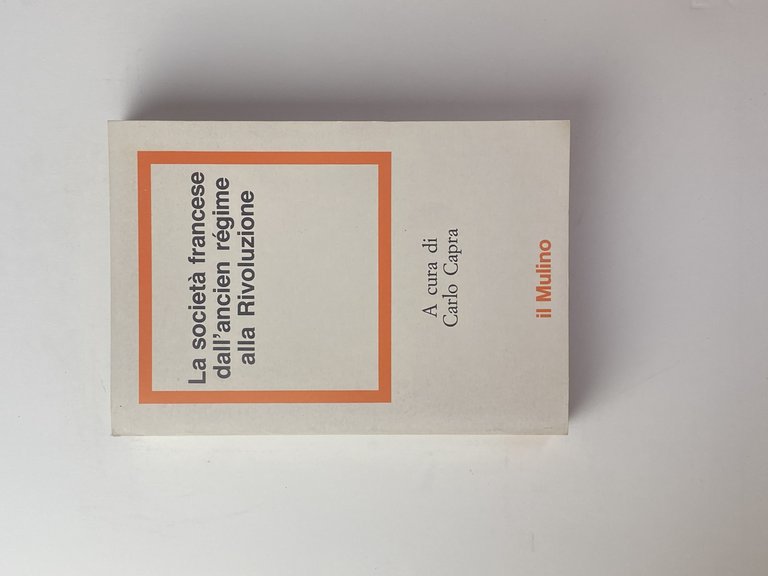 La società francese
dall'ancien régime
alla Rivoluzione
A cura di
Carlo Capra
il Mulino